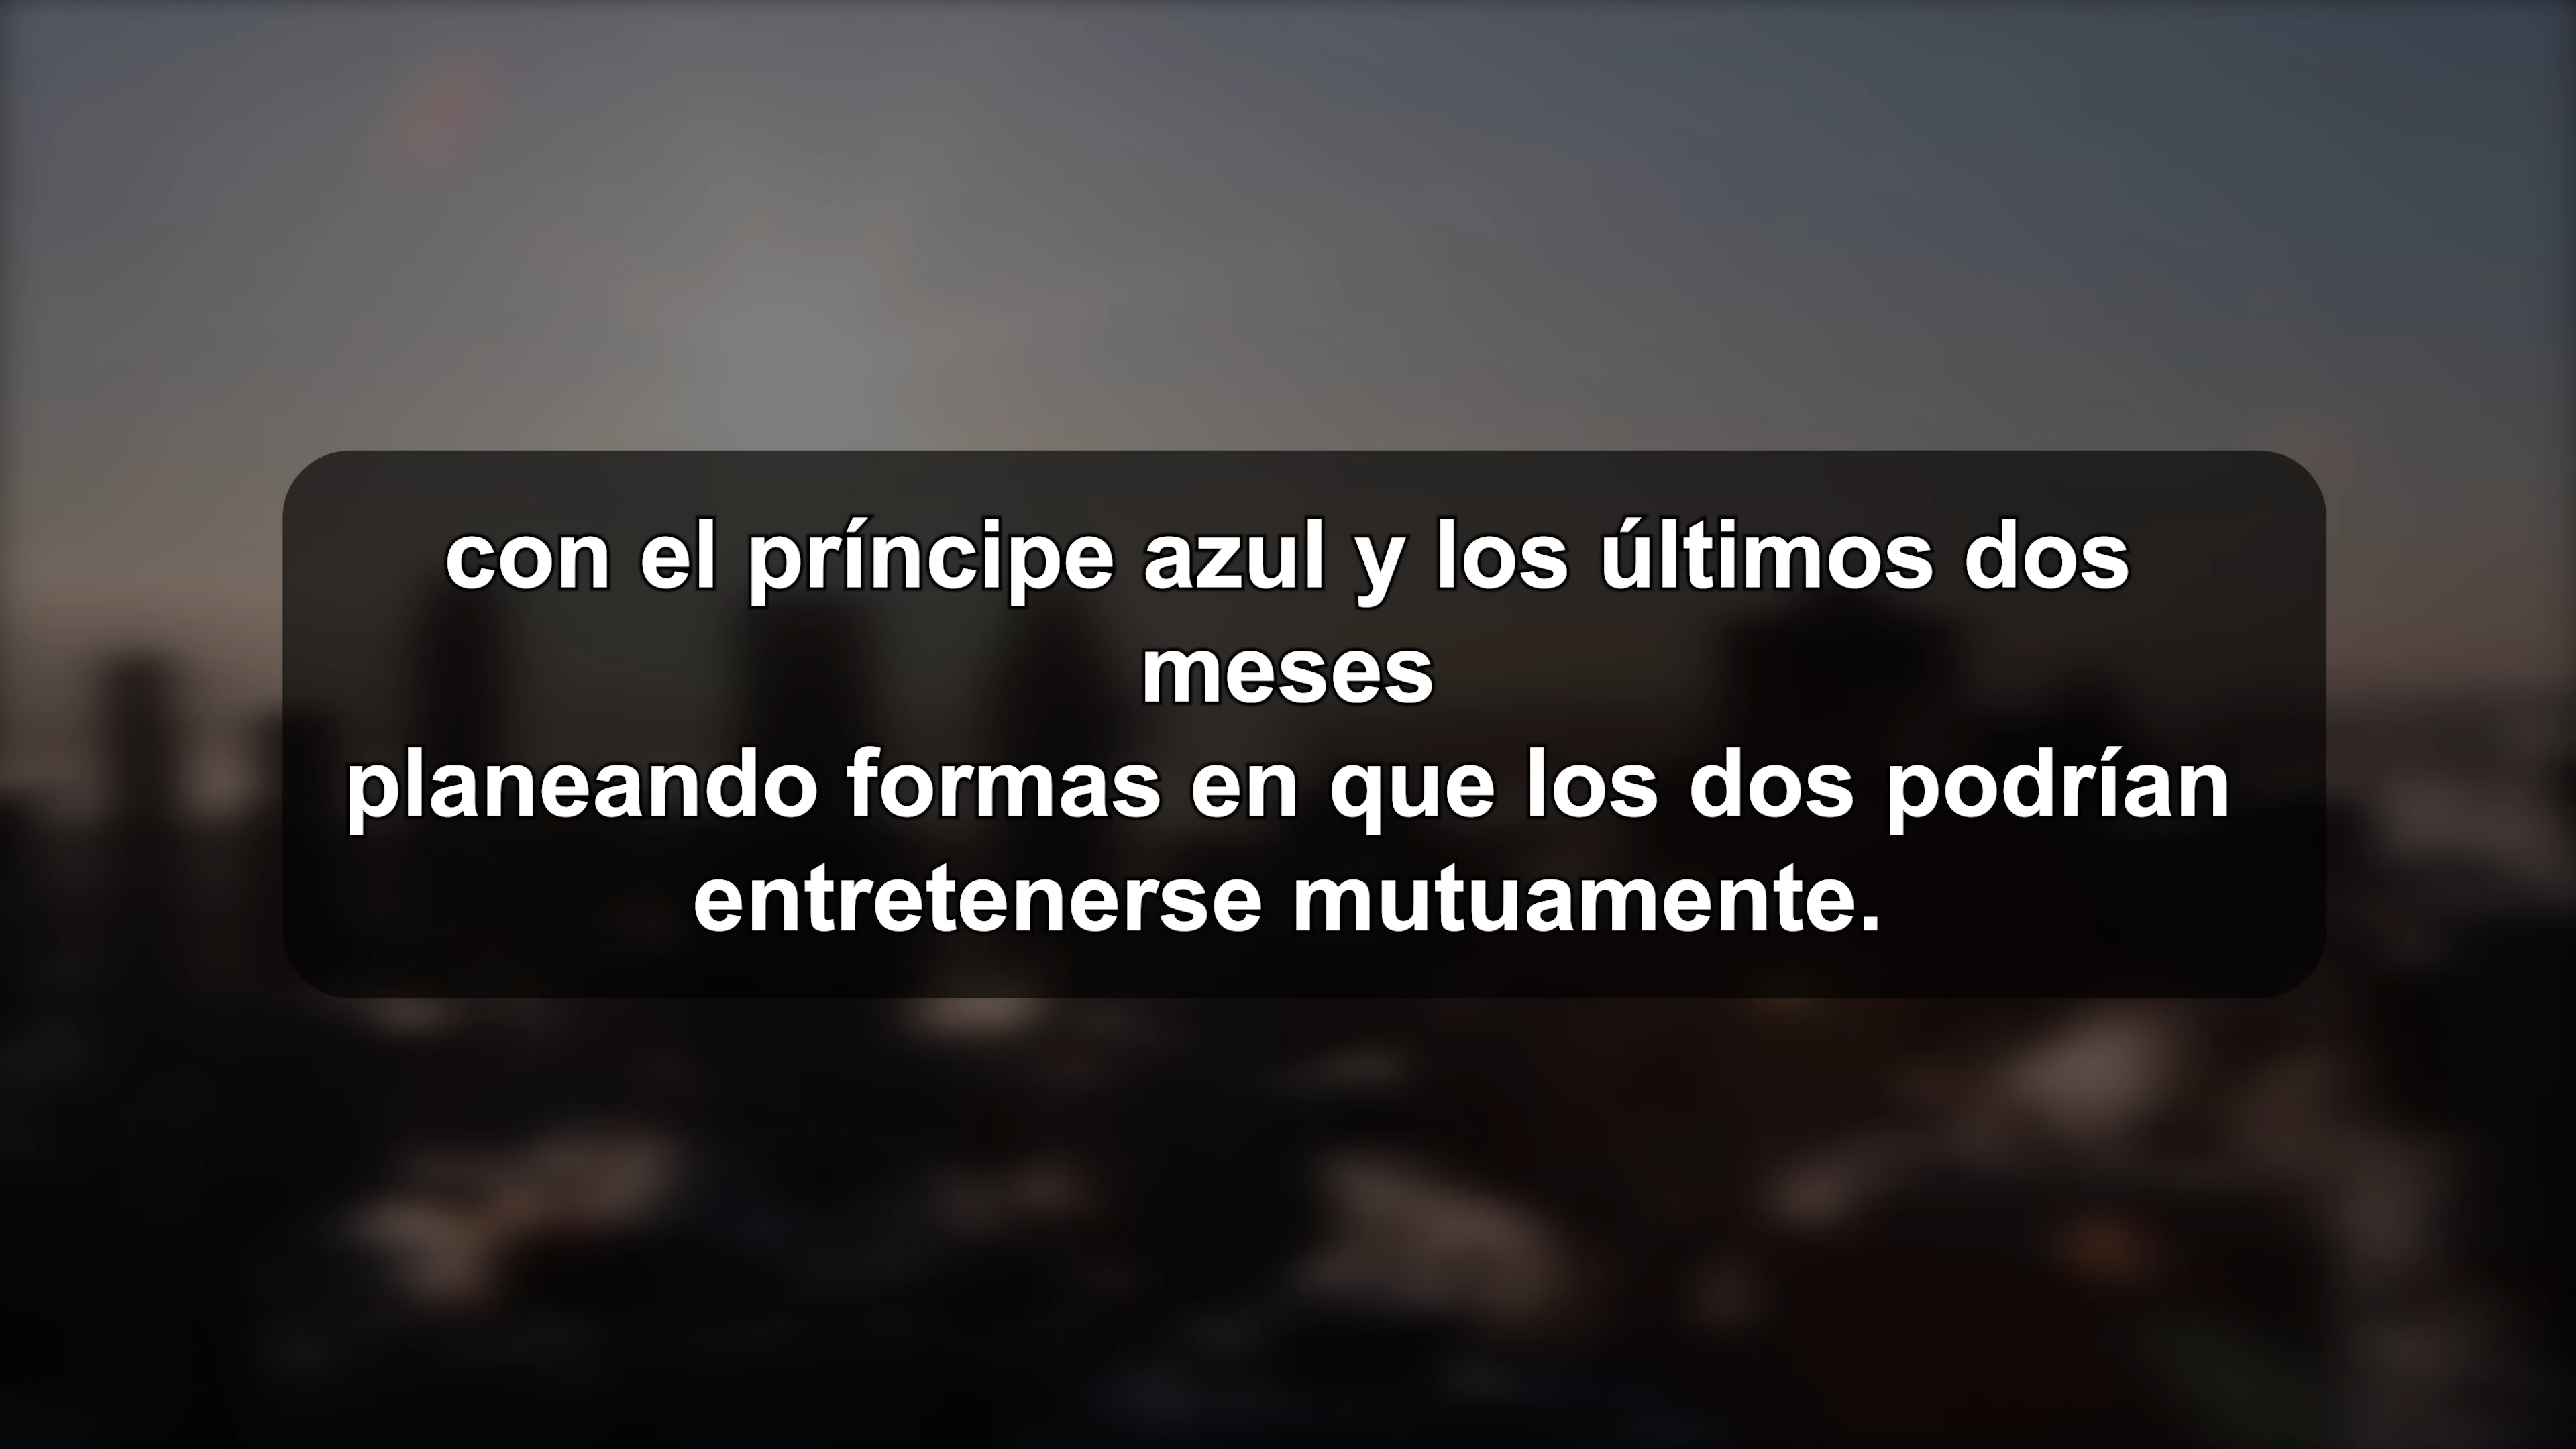 con el príncipe azul y los últimos dos
meses
planeando formas en que los dos podrían
entretenerse mutuamente.